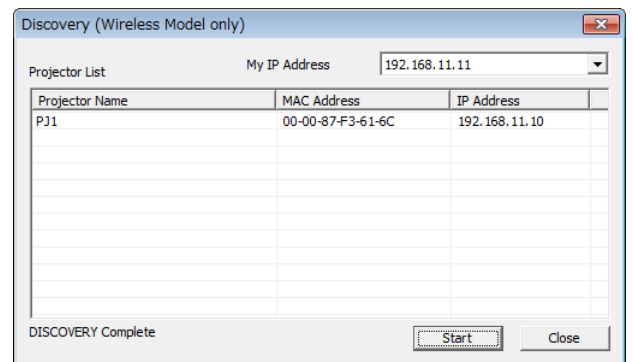 Discovery (Wireless Model only)
My IP Address 192.168.11.11
Projector List
Projector Name MAC Address IP Address
PJ1 00-00-87-F3-61-6C 192.168.11.10
DISCOVERY Complete Start Close